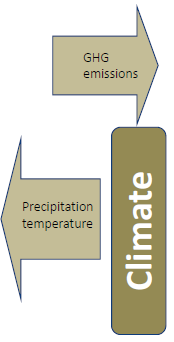 GHG
emissions
Precipitation
temperature
Climate